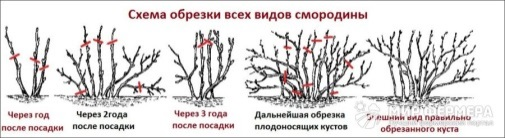 Схема обрезки всех видов смородины
Через год
после посадки
Через 2года
после посадки
Через 3 года
после посадки
Дальнейшая обрезка
плодоносящих кустов
Внешний вид правильно
обрезанного куста